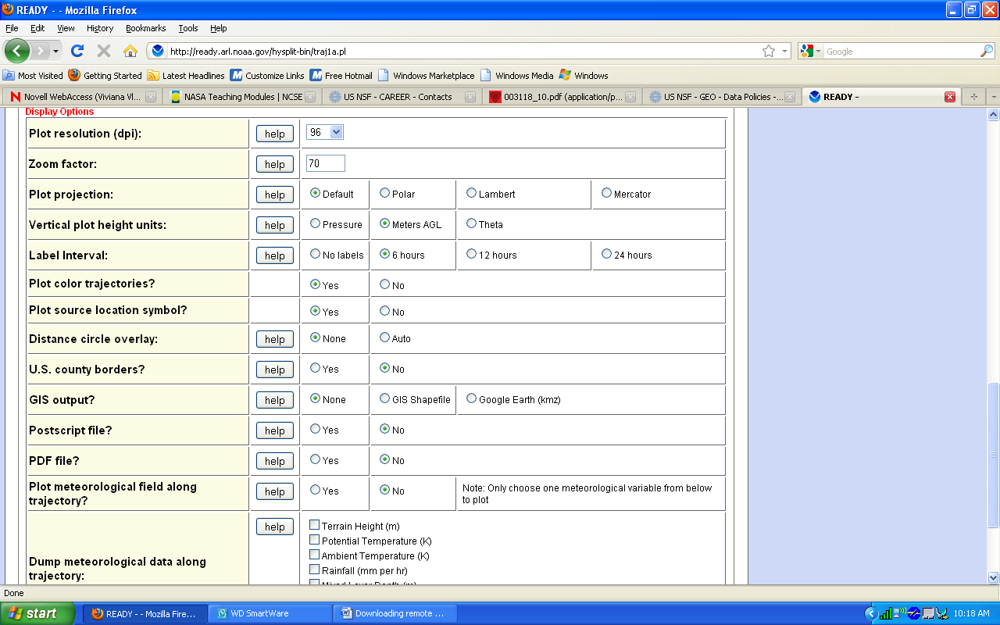 READY - - Mozilla Firefox
File Edit View History Bookmarks Tools Help
http://ready.arl.noaa.gov/hysplit-bin/traj1a.pl
Google
Most Visited Getting Started Latest Headlines Customize Links Free Hotmail Windows Marketplace Windows Media Windows
Novell WebAccess (Viviana Vl... NASA Teaching Modules | NCSE US NSF - CAREER - Contacts 003118_10.pdf (application/p... US NSF - GEO - Data Policies -... READY -
Display Options
Plot resolution (dpi): help 96
Zoom factor: help 70
Plot projection: help Default Polar Lambert Mercator
Vertical plot height units: help Pressure Meters AGL Theta
Label Interval: help No labels 6 hours 12 hours 24 hours
Plot color trajectories? Yes No
Plot source location symbol? Yes No
Distance circle overlay: help None Auto
U.S. county borders? help Yes No
GIS output? help None GIS Shapefile Google Earth (kmz)
Postscript file? help Yes No
PDF file? help Yes No
Plot meteorological field along trajectory? help Yes No Note: Only choose one meteorological variable from below to plot
Dump meteorological data along trajectory: help
Terrain Height (m)
Potential Temperature (K)
Ambient Temperature (K)
Rainfall (mm per hr)
Mixed Layer Depth (m)
Done
start READY - - Mozilla Fire... WD SmartWare Downloading remote ... 10:18 AM